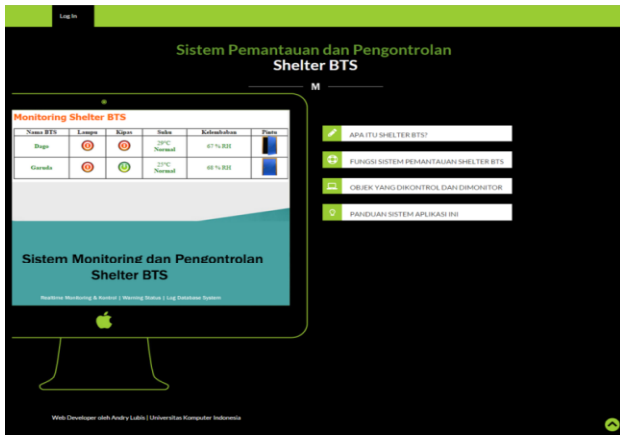 Log In
Sistem Pemantauan dan Pengontrolan
Shelter BTS
M
Monitoring Shelter BTS
Nama BTS Lampu Kipas Suhu Kelembaban Pintu
Dago 29°C Normal 67 % RH
Garuda 27°C Normal 68 % RH
APA ITU SHELTER BTS?
FUNGSI SISTEM PEMANTAUAN SHELTER BTS
OBJEK YANG DIKONTROL DAN DIMONITOR
PANDUAN SISTEM APLIKASI INI
Sistem Monitoring dan Pengontrolan
Shelter BTS
Realtime Monitoring & Kontrol | Warning Status | Log Database System
Web Developer oleh Andry Lubis | Universitas Komputer Indonesia